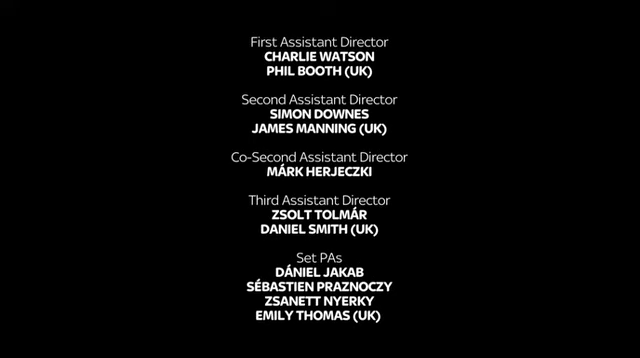 First Assistant Director
CHARLIE WATSON
PHIL BOOTH (UK)
Second Assistant Director
SIMON DOWNES
JAMES MANNING (UK)
Co-Second Assistant Director
MÁRK HERJECZKI
Third Assistant Director
ZSOLT TOLMÁR
DANIEL SMITH (UK)
Set PAs
DÁNIEL JAKAB
SÉBASTIEN PRAZNOCZY
ZSANETT NYERKY
EMILY THOMAS (UK)